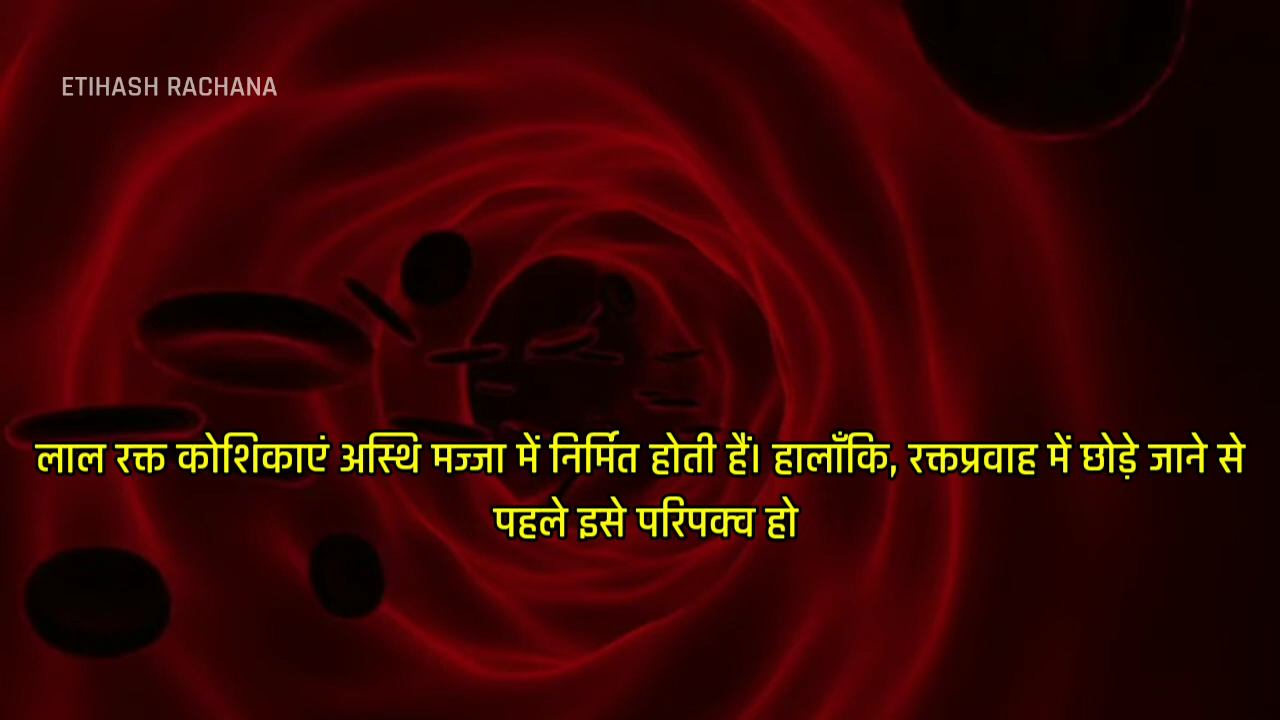 ETIHASH RACHANA
लाल रक्त कोशिकाएं अस्थि मज्जा में निर्मित होती हैं। हालाँकि, रक्तप्रवाह में छोड़े जाने से
पहले इसे परिपक्व हो